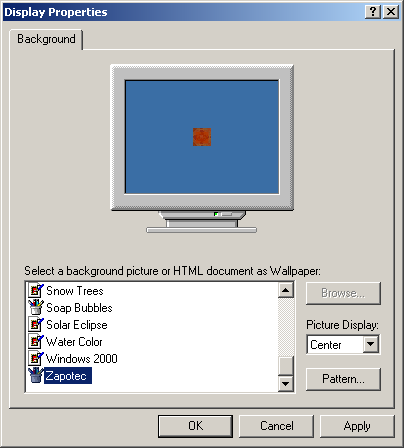 Display Properties
Background
Select a background picture or HTML document as Wallpaper:
Snow Trees
Soap Bubbles
Solar Eclipse
Water Color
Windows 2000
Zapotec
Browse...
Picture Display:
Center
Pattern...
OK
Cancel
Apply